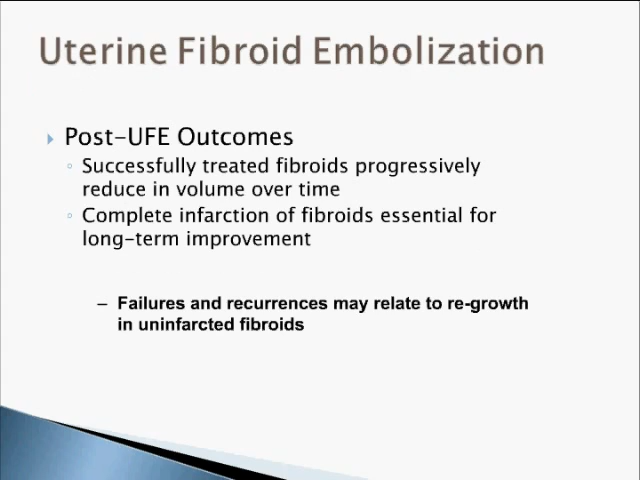 Uterine Fibroid Embolization
Post-UFE Outcomes
Successfully treated fibroids progressively
reduce in volume over time
Complete infarction of fibroids essential for
long-term improvement
– Failures and recurrences may relate to re-growth
in uninfarcted fibroids